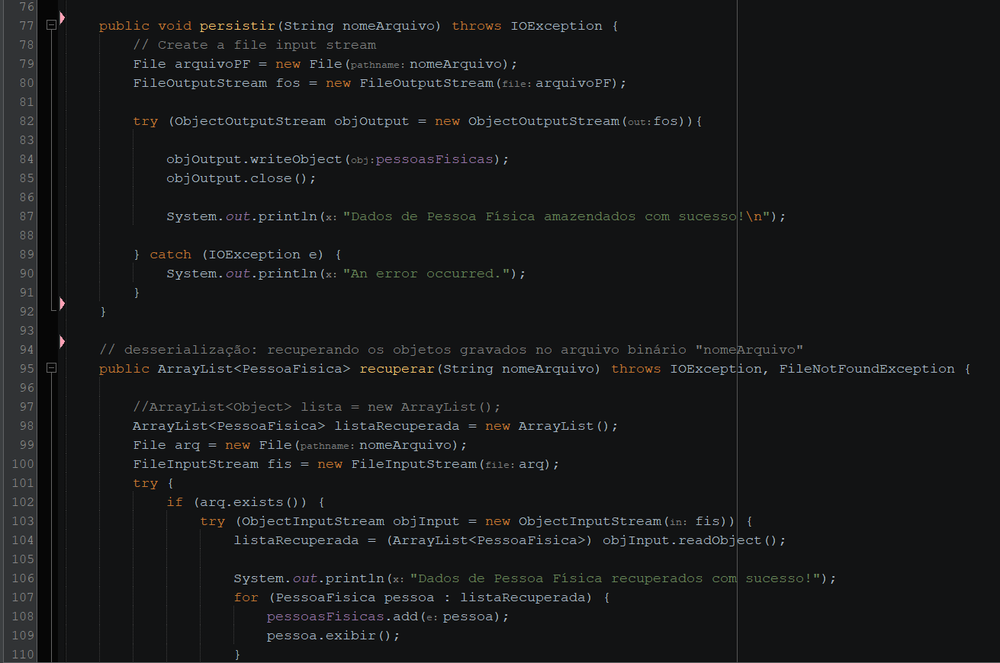 76
77 public void persistir(String nomeArquivo) throws IOException {
78 // Create a file input stream
79 File arquivoPF = new File(pathname: nomeArquivo);
80 FileOutputStream fos = new FileOutputStream(file: arquivoPF);
81
82 try (ObjectOutputStream objOutput = new ObjectOutputStream(out: fos)){
83
84 objOutput.writeObject(obj: pessoasFisicas);
85 objOutput.close();
86
87 System.out.println(x: "Dados de Pessoa Física amazendados com sucesso!\n");
88
89 } catch (IOException e) {
90 System.out.println(x: "An error occurred.");
91 }
92 }
93
94 // desserialização: recuperando os objetos gravados no arquivo binário "nomeArquivo"
95 public ArrayList<PessoaFisica> recuperar(String nomeArquivo) throws IOException, FileNotFoundException {
96
97 //ArrayList<Object> lista = new ArrayList();
98 ArrayList<PessoaFisica> listaRecuperada = new ArrayList();
99 File arq = new File(pathname: nomeArquivo);
100 FileInputStream fis = new FileInputStream(file: arq);
101 try {
102 if (arq.exists()) {
103 try (ObjectInputStream objInput = new ObjectInputStream(in: fis)) {
104 listaRecuperada = (ArrayList<PessoaFisica>) objInput.readObject();
105
106 System.out.println(x: "Dados de Pessoa Física recuperados com sucesso!");
107 for (PessoaFisica pessoa : listaRecuperada) {
108 pessoasFisicas.add(e: pessoa);
109 pessoa.exibir();
110 }